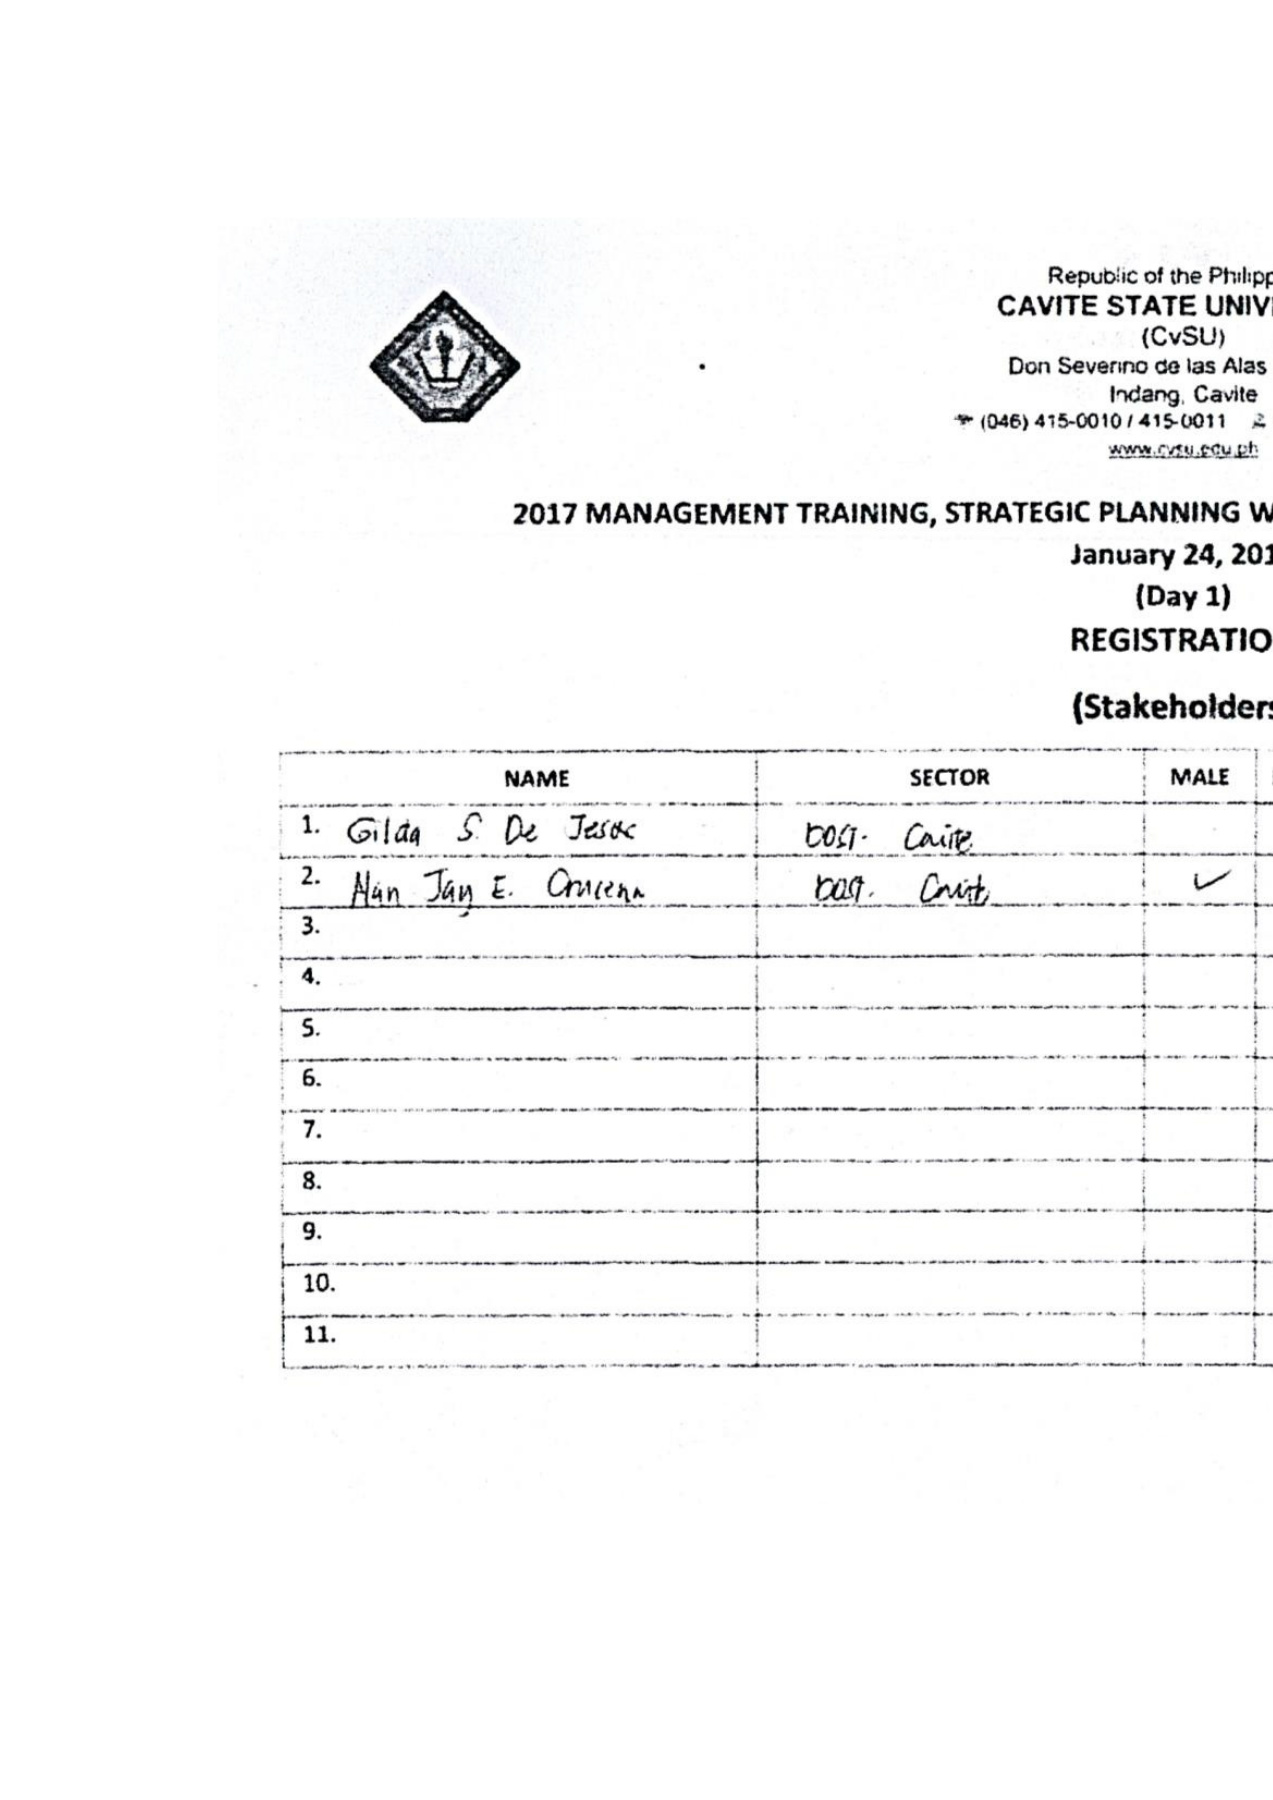 Republic of the Philipp
CAVITE STATE UNIV
(CvSU)
Don Severino de las Alas
Indang, Cavite
(046) 415-0010 / 415-0011
www.cvsu.edu.ph
2017 MANAGEMENT TRAINING, STRATEGIC PLANNING W
January 24, 201
(Day 1)
REGISTRATIO
(Stakeholders
NAME SECTOR MALE
1. Gilda S. De Jesus DOST- Cavite
2. Jay E. DOST. Cavite ✓
3.
4.
5.
6.
7.
8.
9.
10.
11.